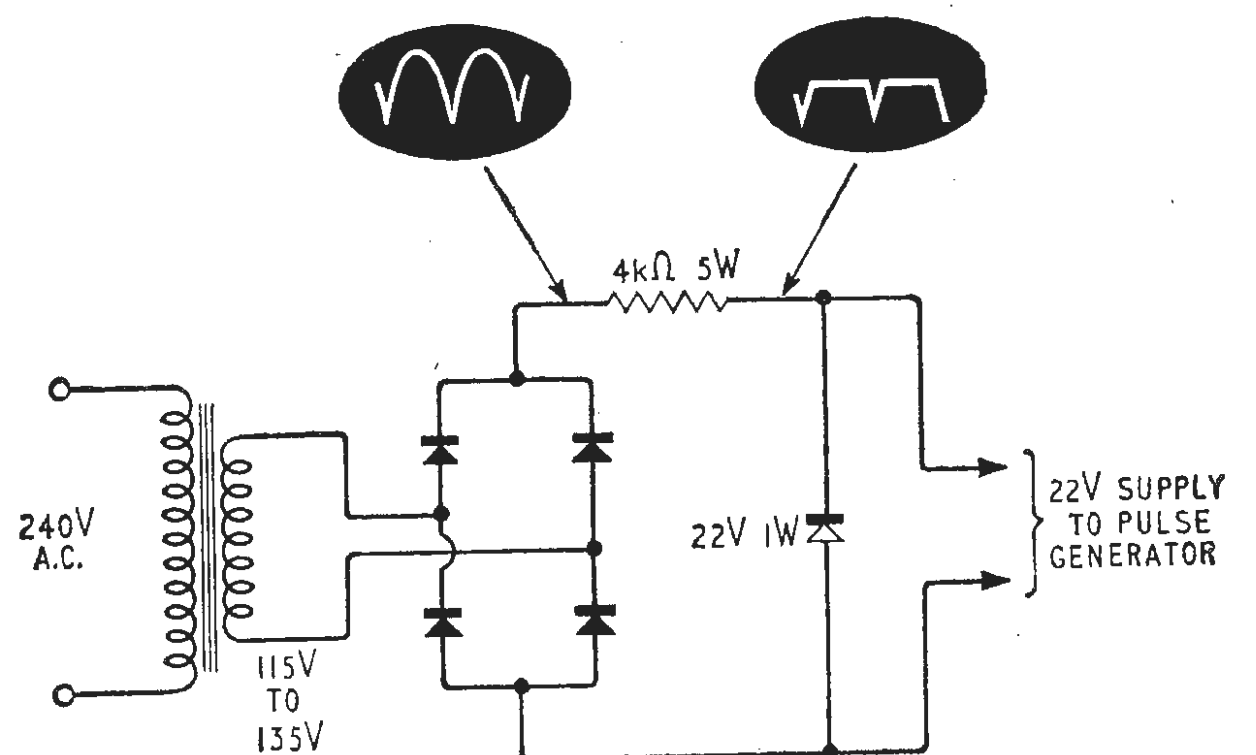 4kΩ 5W
240V
A.C.
22V 1W
22V SUPPLY
TO PULSE
GENERATOR
115V
TO
135V